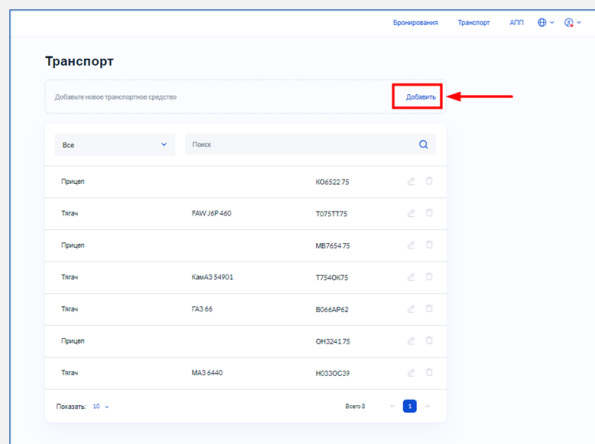 Бронирования Транспорт АПП
Транспорт
Добавьте новое транспортное средство Добавить
Все Поиск
Прицеп КО6522 75
Тягач FAW J6P 460 Т075ТТ75
Прицеп МВ7654 75
Тягач КамАЗ 54901 Т754ОК75
Тягач ГАЗ 66 В066АР62
Прицеп ОН3241 75
Тягач МАЗ 6440 Н033ОС39
Показать: 10 Всего 8 1